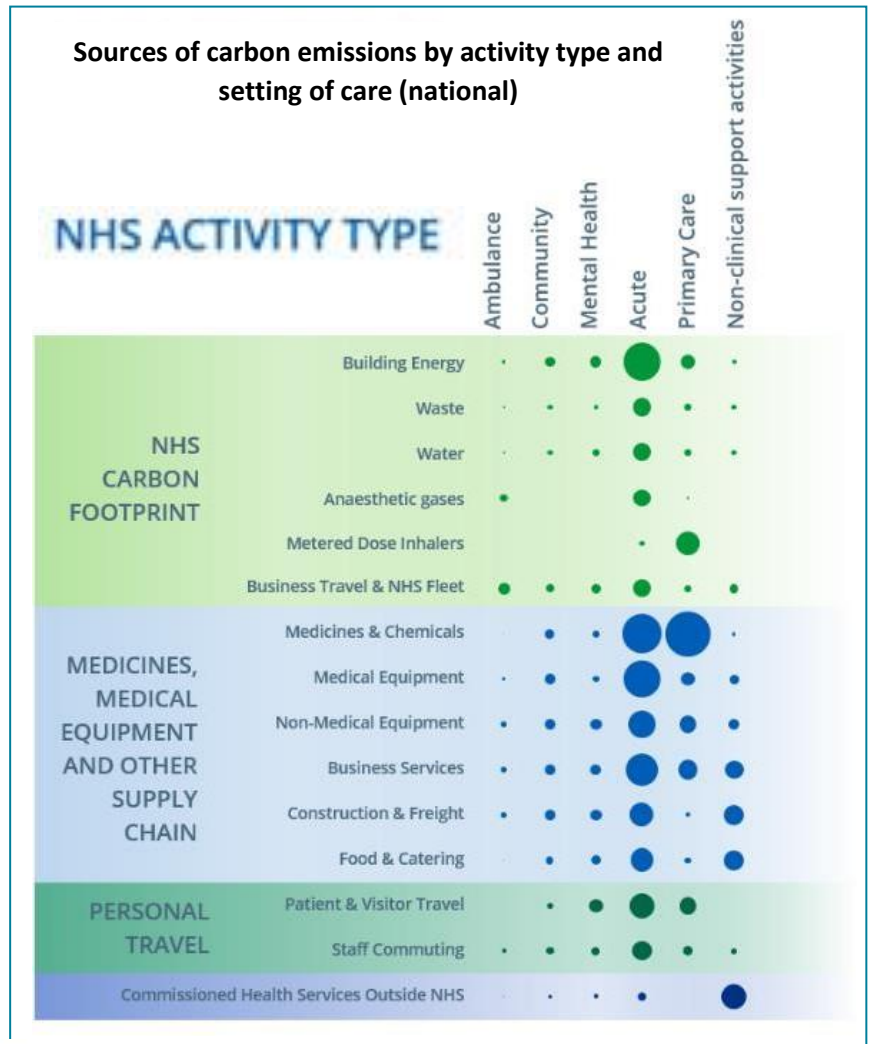 Sources of carbon emissions by activity type and
setting of care (national)
NHS ACTIVITY TYPE
Ambulance
Community
Mental Health
Acute
Primary Care
Non-clinical support activities
NHS
CARBON
FOOTPRINT
Building Energy
Waste
Water
Anaesthetic gases
Metered Dose Inhalers
Business Travel & NHS Fleet
MEDICINES,
MEDICAL
EQUIPMENT
AND OTHER
SUPPLY
CHAIN
Medicines & Chemicals
Medical Equipment
Non-Medical Equipment
Business Services
Construction & Freight
Food & Catering
PERSONAL
TRAVEL
Patient & Visitor Travel
Staff Commuting
Commissioned Health Services Outside NHS